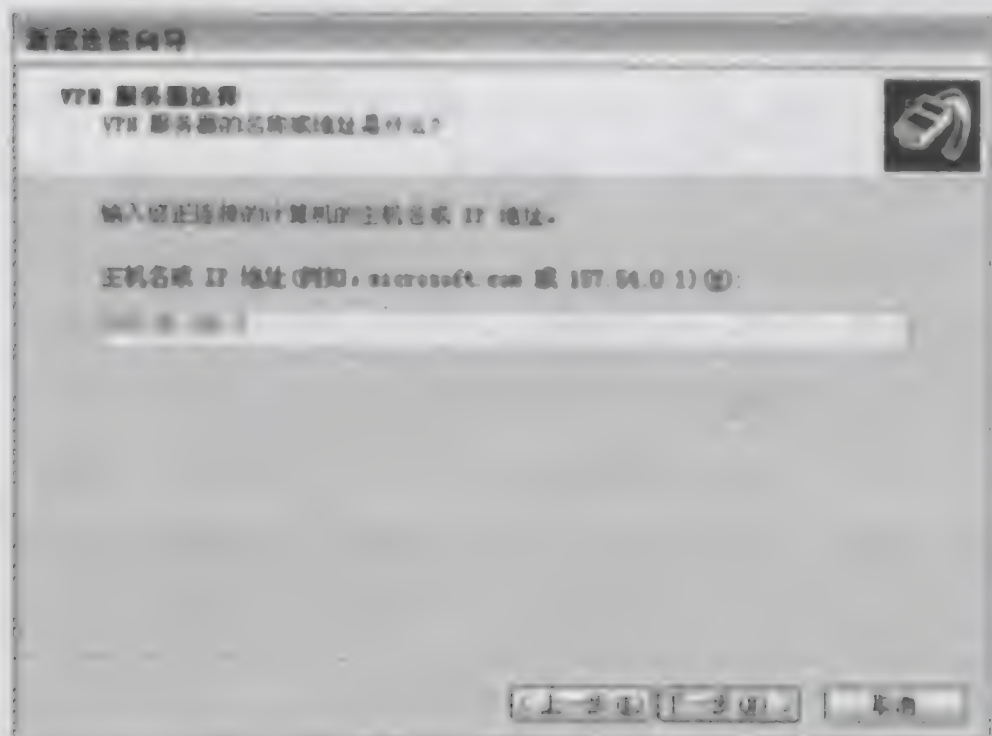 新建连接向导
VPN 服务器选择
VPN 服务器的名称或地址是什么?
输入您正连接的计算机的主机名或 IP 地址。
主机名或 IP 地址(例如,microsoft.com 或 157.54.0.1)(H):
<上一步(B)
下一步(N)>
取消